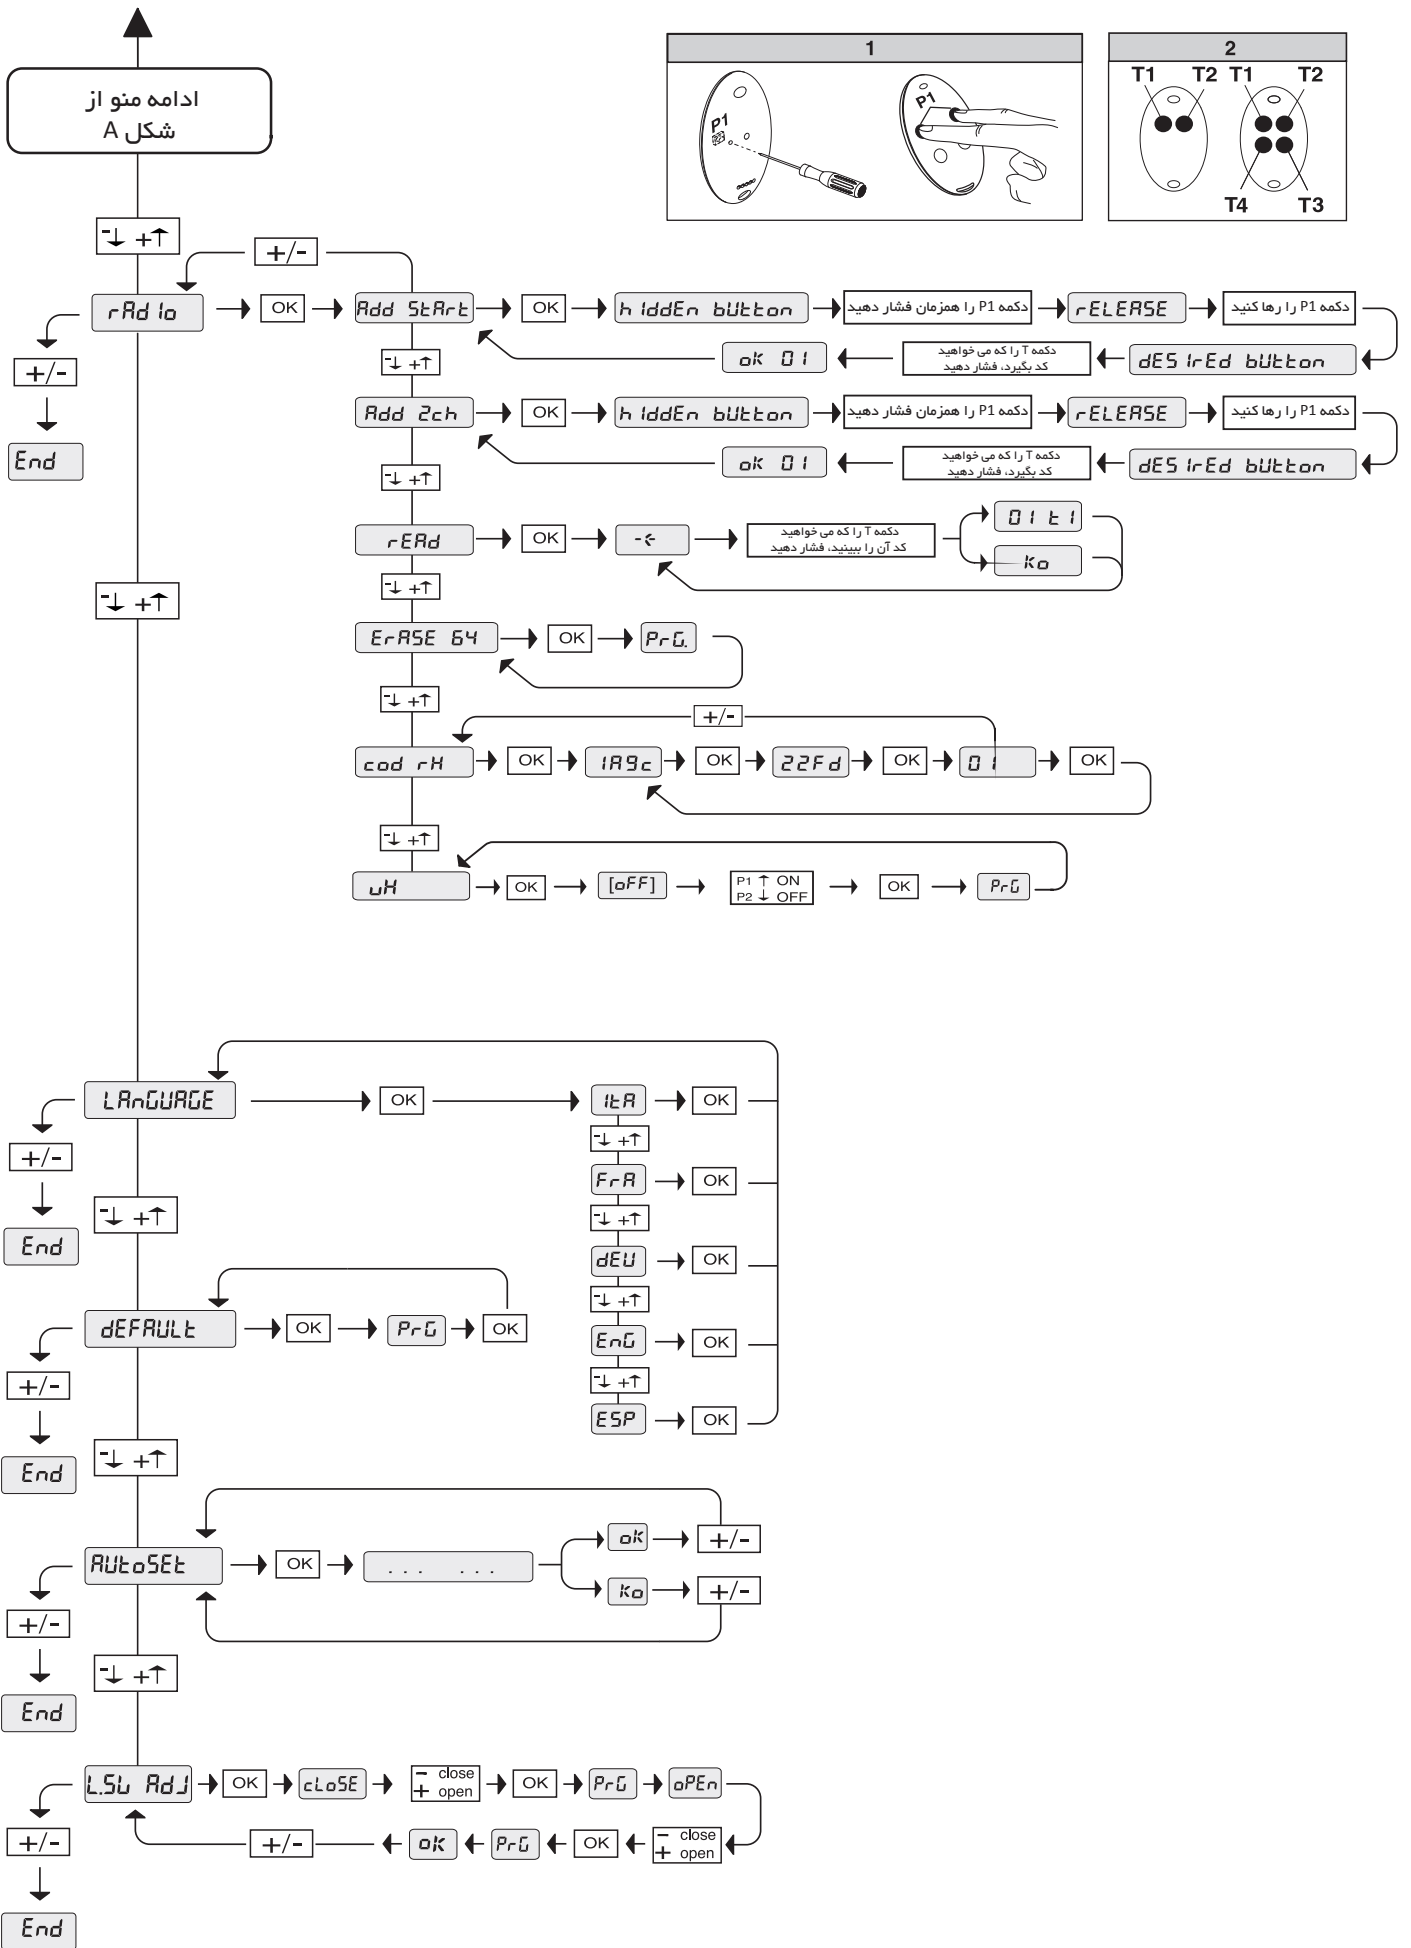 ادامه منو از
شکل A
1
P1
P1
2
T1 T2 T1 T2
T4 T3
-↓ +↑
+/-
rAdIo
OK
Add StArt
OK
hIddEn bUtton
دکمه P1 را همزمان فشار دهید
rELEASE
دکمه P1 را رها کنید
dESIrEd bUtton
دکمه T را که می خواهید
کد بگیرد، فشار دهید
ok 01
+/-
End
-↓ +↑
Add 2ch
OK
hIddEn bUtton
دکمه P1 را همزمان فشار دهید
rELEASE
دکمه P1 را رها کنید
dESIrEd bUtton
دکمه T را که می خواهید
کد بگیرد، فشار دهید
ok 01
-↓ +↑
rEAd
OK
-<
دکمه T را که می خواهید
کد آن را ببینید، فشار دهید
01 t1
Ko
-↓ +↑
-↓ +↑
ErASE 64
OK
PrG.
-↓ +↑
+/-
cod rH
OK
1A9c
OK
22Fd
OK
01
OK
-↓ +↑
uH
OK
[oFF]
P1 ↑ ON
P2 ↓ OFF
OK
PrG
LAnGUAGE
OK
ItA
OK
-↓ +↑
FrA
OK
-↓ +↑
dEU
OK
-↓ +↑
EnG
OK
-↓ +↑
ESP
OK
+/-
End
-↓ +↑
dEFAULt
OK
PrG
OK
+/-
End
-↓ +↑
AUtoSEt
OK
... ...
oK
+/-
Ko
+/-
+/-
End
-↓ +↑
L.SU AdJ
OK
cLoSE
- close
+ open
OK
PrG
oPEn
- close
+ open
OK
PrG
oK
+/-
+/-
End